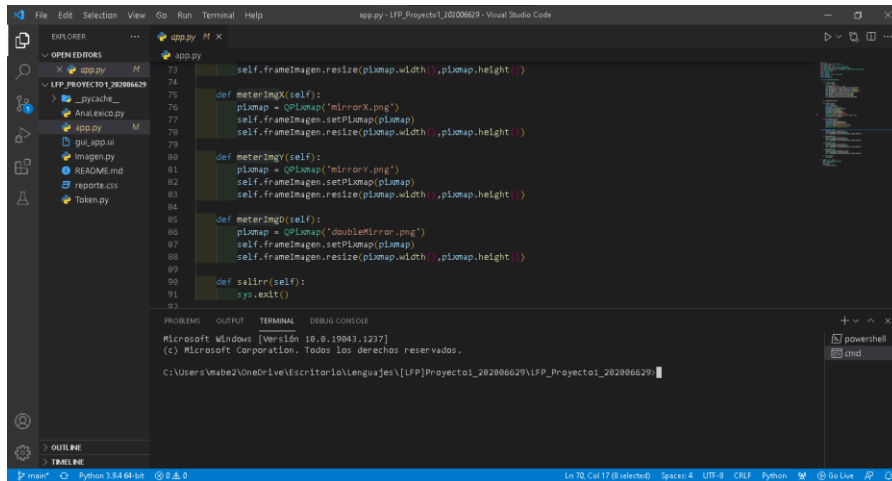 File Edit Selection View Go Run Terminal Help
app.py - LFP_Proyecto1_202006629 - Visual Studio Code
EXPLORER
OPEN EDITORS
app.py M
LFP_PROYECTO1_202006629
_pycache_
AnaLexico.py
app.py M
gui_app.ui
Imagen.py
README.md
reporte.css
Token.py
OUTLINE
TIMELINE
app.py M
app.py
73 self.frameImagen.resize(pixmap.width(),pixmap.height())
74
75 def meterImgX(self):
76 pixmap = QPixmap('mirrorX.png')
77 self.frameImagen.setPixmap(pixmap)
78 self.frameImagen.resize(pixmap.width(),pixmap.height())
79
80 def meterImgY(self):
81 pixmap = QPixmap('mirrorY.png')
82 self.frameImagen.setPixmap(pixmap)
83 self.frameImagen.resize(pixmap.width(),pixmap.height())
84
85 def meterImgD(self):
86 pixmap = QPixmap('doubleMirror.png')
87 self.frameImagen.setPixmap(pixmap)
88 self.frameImagen.resize(pixmap.width(),pixmap.height())
89
90 def salirr(self):
91 sys.exit()
92
PROBLEMS OUTPUT TERMINAL DEBUG CONSOLE
Microsoft Windows [Versión 10.0.19043.1237]
(c) Microsoft Corporation. Todos los derechos reservados.
C:\Users\mabe2\OneDrive\Escritorio\Lenguajes\[LFP]Proyecto1_202006629\LFP_Proyecto1_202006629>
powershell
cmd
main* Python 3.9.4 64-bit 0 0 Ln 70, Col 17 (8 selected) Spaces: 4 UTF-8 CRLF Python Go Live